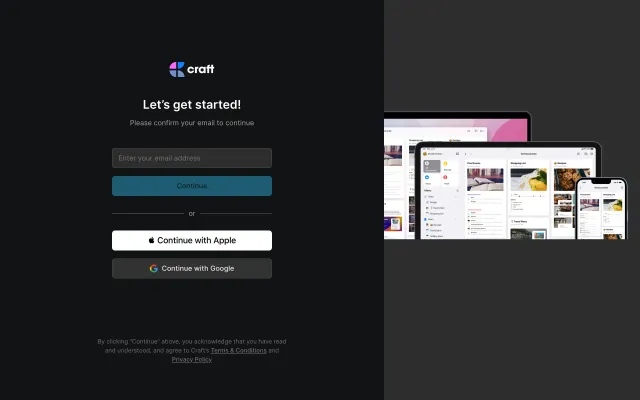 craft
Let's get started!
Please confirm your email to continue
Enter your email address
Continue
or
Continue with Apple
Continue with Google
By clicking "Continue" above, you acknowledge that you have read
and understood, and agree to Craft's Terms & Conditions and
Privacy Policy